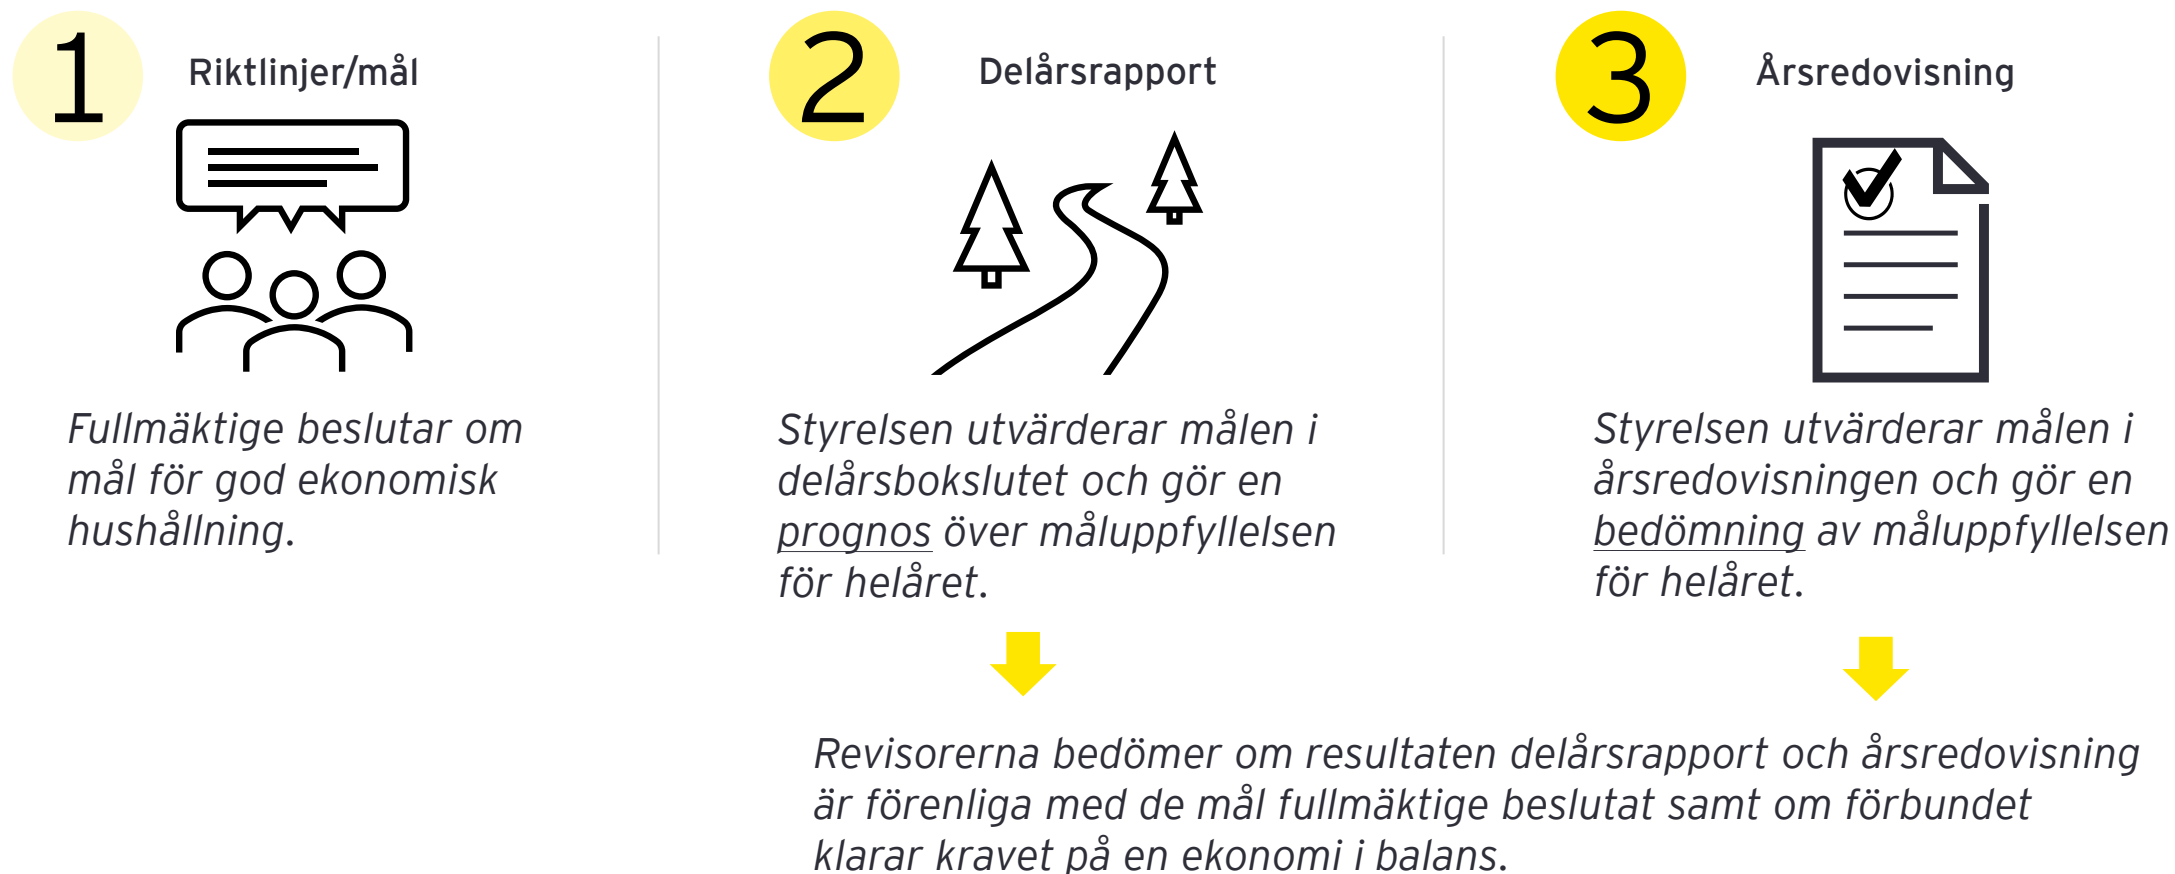 1
Riktlinjer/mål
Fullmäktige beslutar om
mål för god ekonomisk
hushållning.
2
Delårsrapport
Styrelsen utvärderar målen i
delårsbokslutet och gör en
prognos över måluppfyllelsen
för helåret.
3
Årsredovisning
Styrelsen utvärderar målen i
årsredovisningen och gör en
bedömning av måluppfyllelsen
för helåret.
Revisorerna bedömer om resultaten delårsrapport och årsredovisning
är förenliga med de mål fullmäktige beslutat samt om förbundet
klarar kravet på en ekonomi i balans.